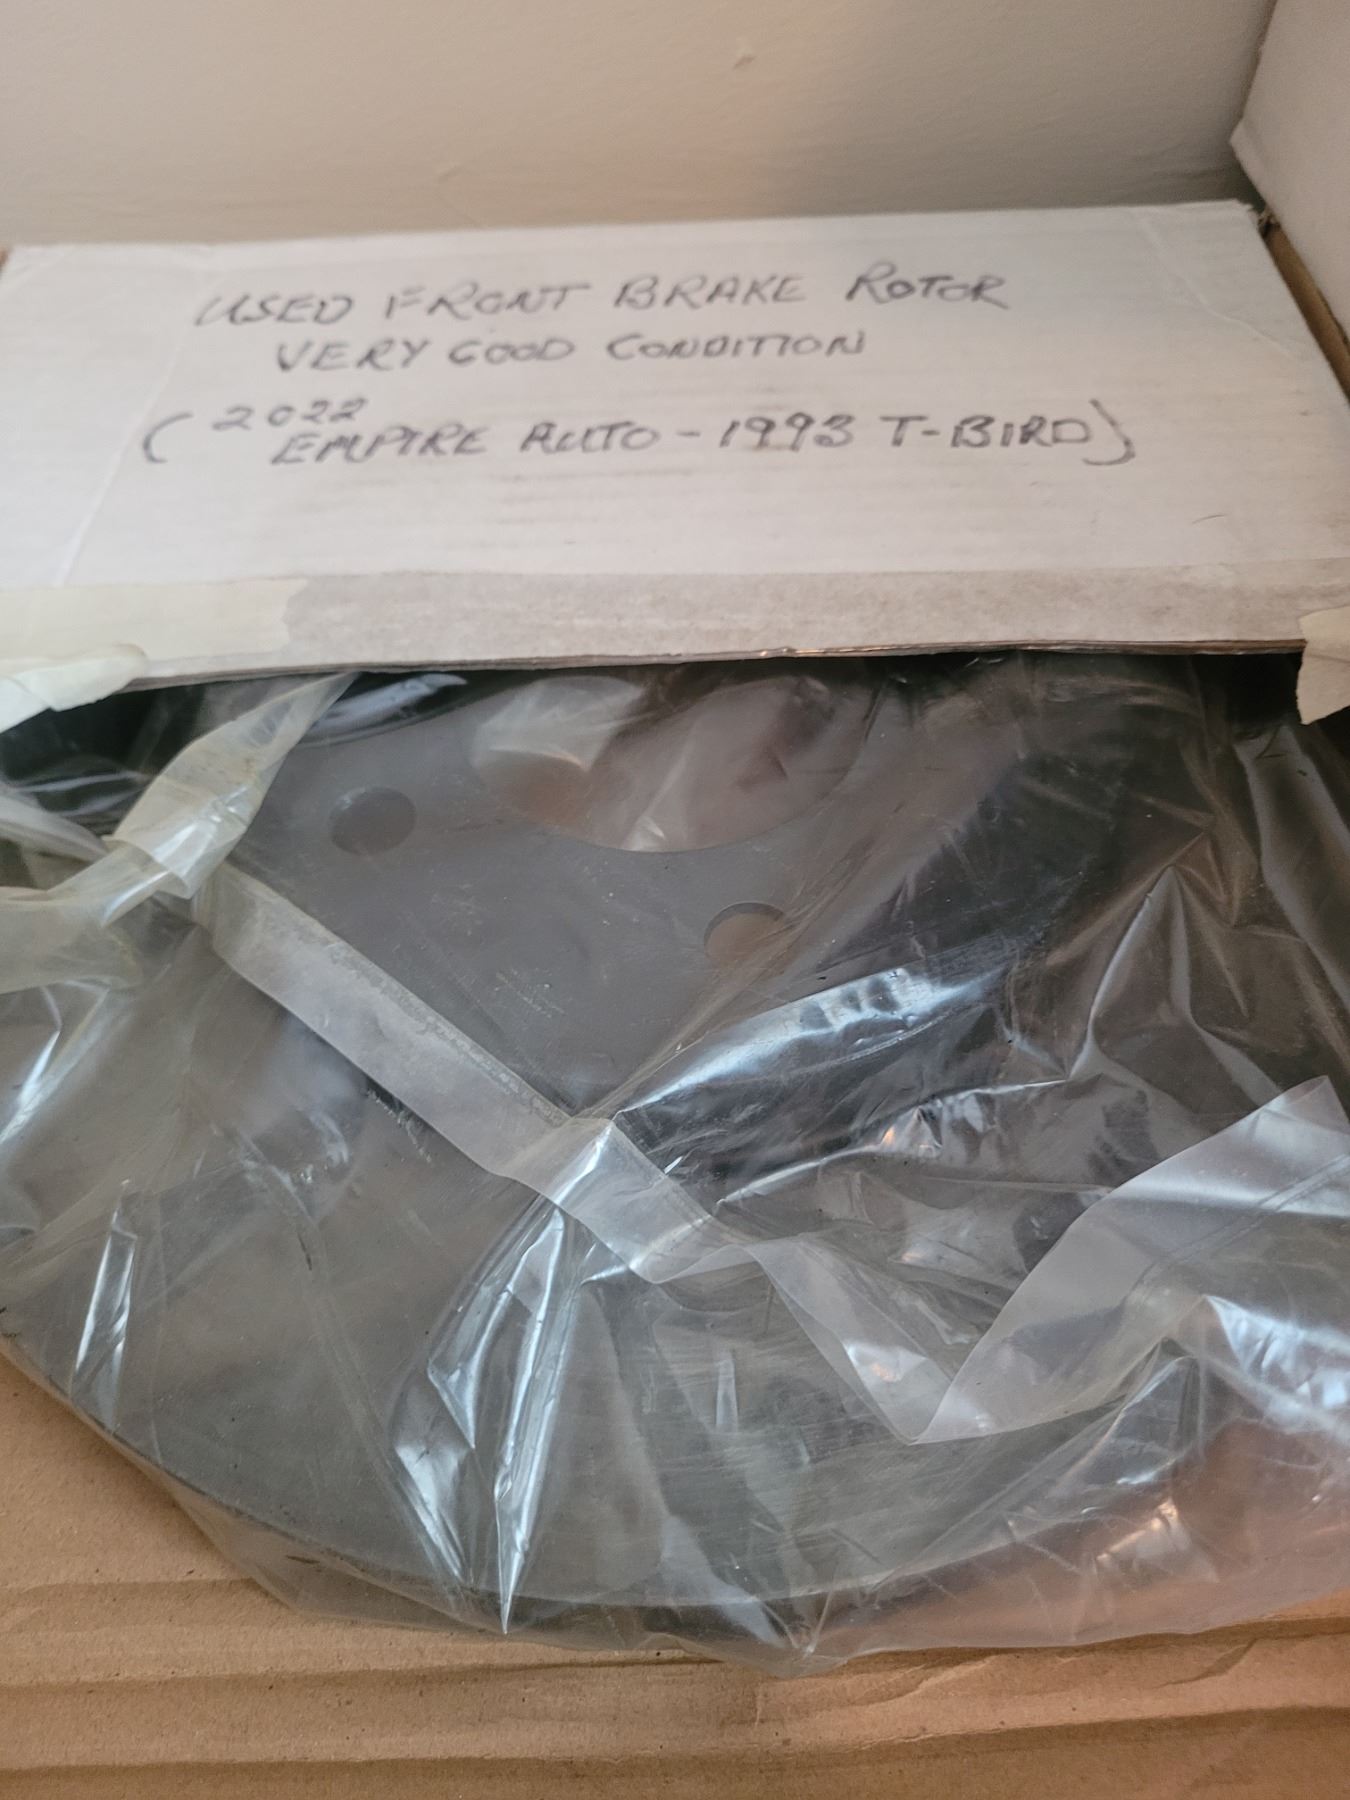 USED FRONT BRAKE ROTOR
VERY GOOD CONDITION
(2022
EMPIRE AUTO - 1993 T-BIRD)